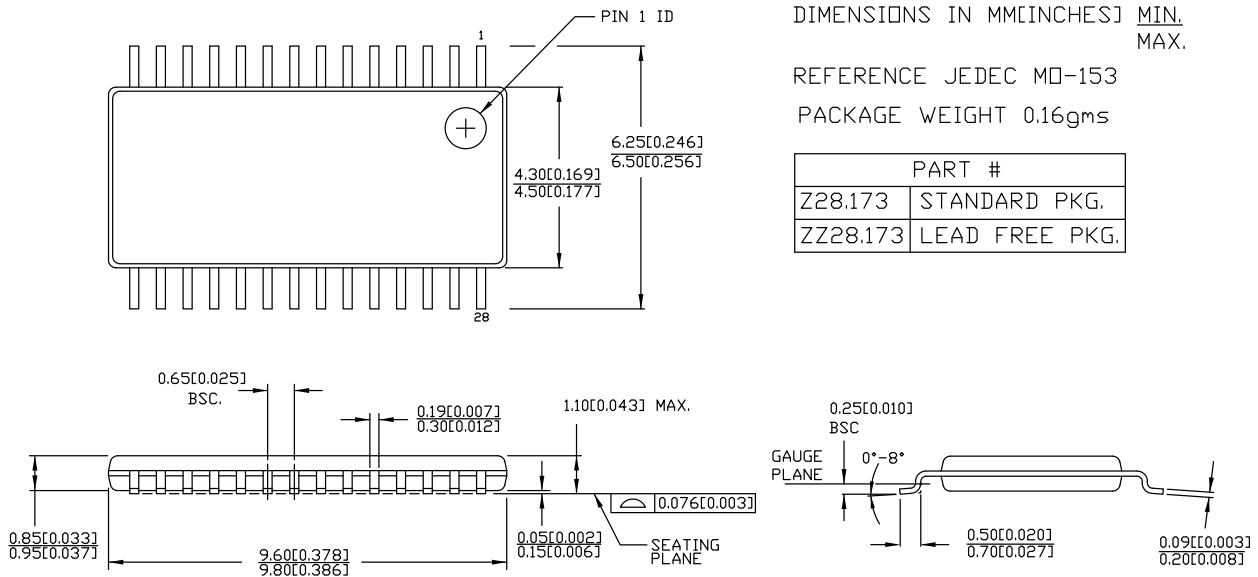 PIN 1 ID
DIMENSIONS IN MM[INCHES] MIN.
MAX.
REFERENCE JEDEC MO-153
PACKAGE WEIGHT 0.16gms
PART #
Z28.173 STANDARD PKG.
ZZ28.173 LEAD FREE PKG.
1
6.25[0.246]
6.50[0.256]
4.30[0.169]
4.50[0.177]
28
0.65[0.025]
BSC.
0.19[0.007]
0.30[0.012]
1.10[0.043] MAX.
0.076[0.003]
0.85[0.033]
0.95[0.037]
9.60[0.378]
9.80[0.386]
0.05[0.002]
0.15[0.006]
SEATING
PLANE
0.25[0.010]
BSC
GAUGE
PLANE
0°-8°
0.50[0.020]
0.70[0.027]
0.09[[0.003]
0.20[0.008]